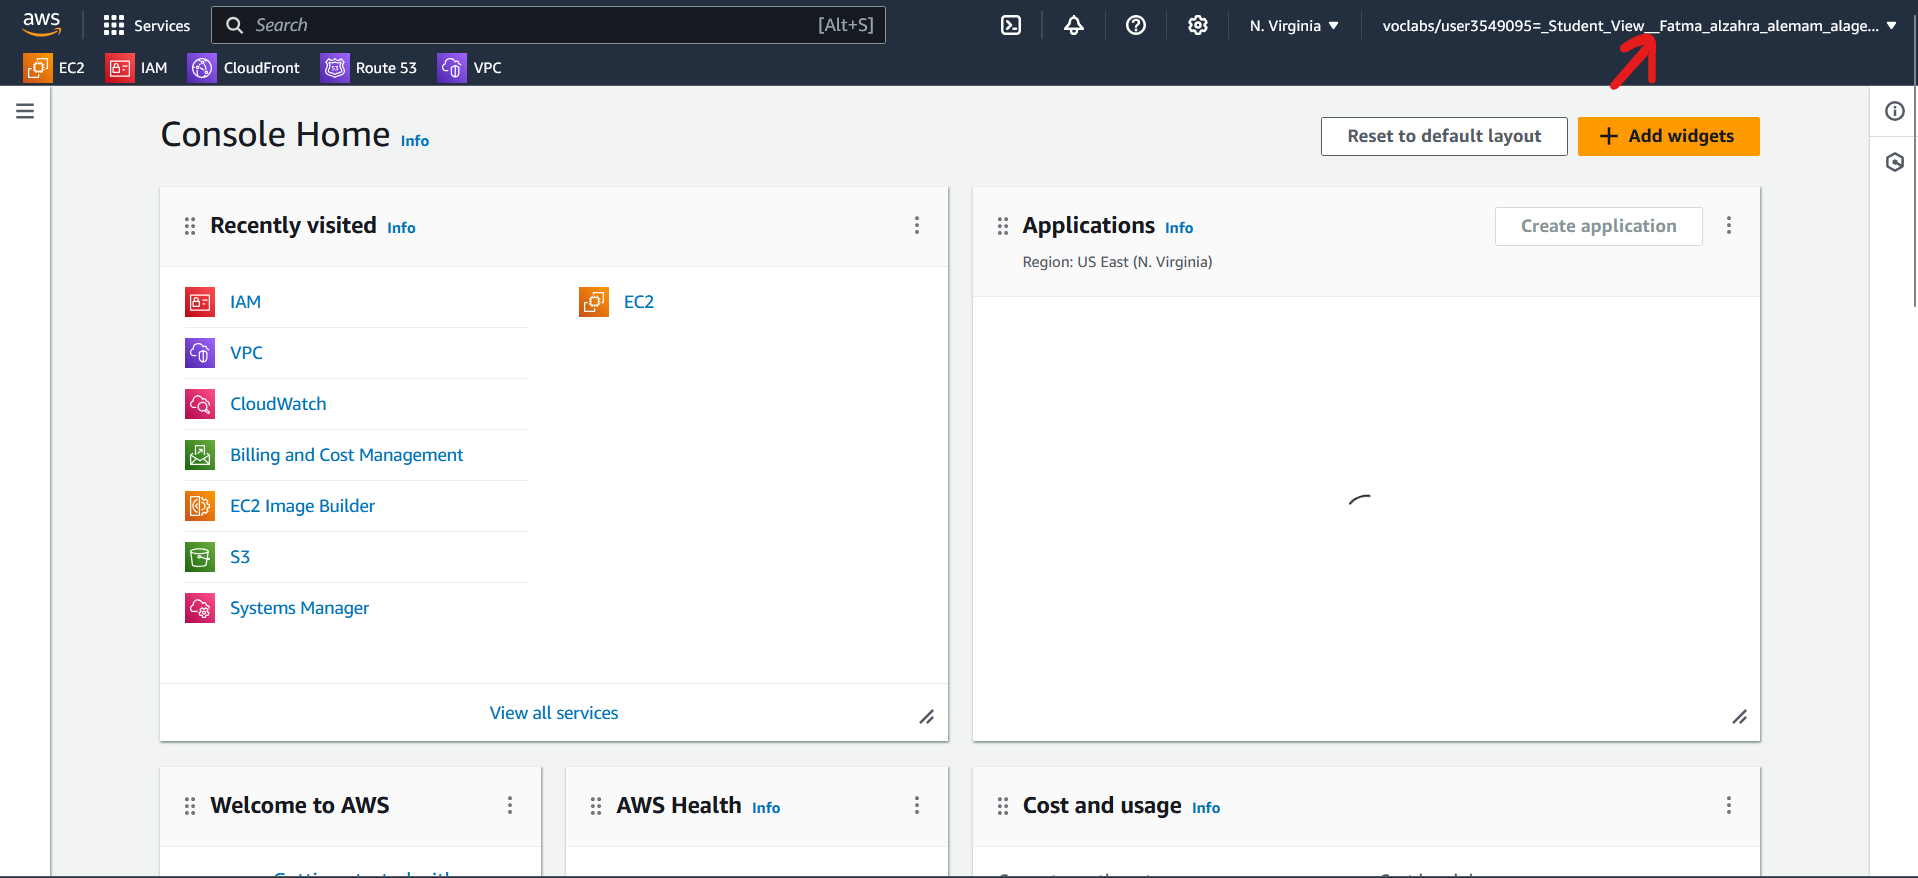 aws Services Search [Alt+S] N. Virginia voclabs/user3549095=_Student_View__Fatma_alzahra_alemam_alage...
EC2 IAM CloudFront Route 53 VPC
Console Home Info
Reset to default layout
Add widgets
Recently visited Info
IAM
EC2
VPC
CloudWatch
Billing and Cost Management
EC2 Image Builder
S3
Systems Manager
View all services
Applications Info
Create application
Region: US East (N. Virginia)
Welcome to AWS
AWS Health Info
Cost and usage Info